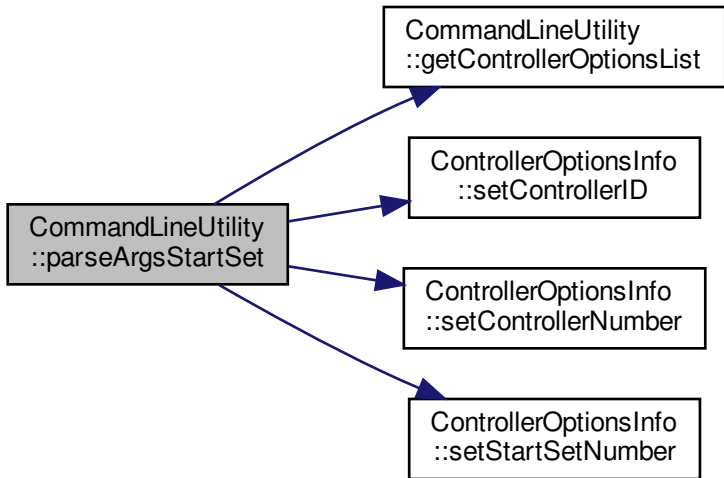 CommandLineUtility
::getControllerOptionsList
ControllerOptionsInfo
::setControllerID
CommandLineUtility
::parseArgsStartSet
ControllerOptionsInfo
::setControllerNumber
ControllerOptionsInfo
::setStartSetNumber